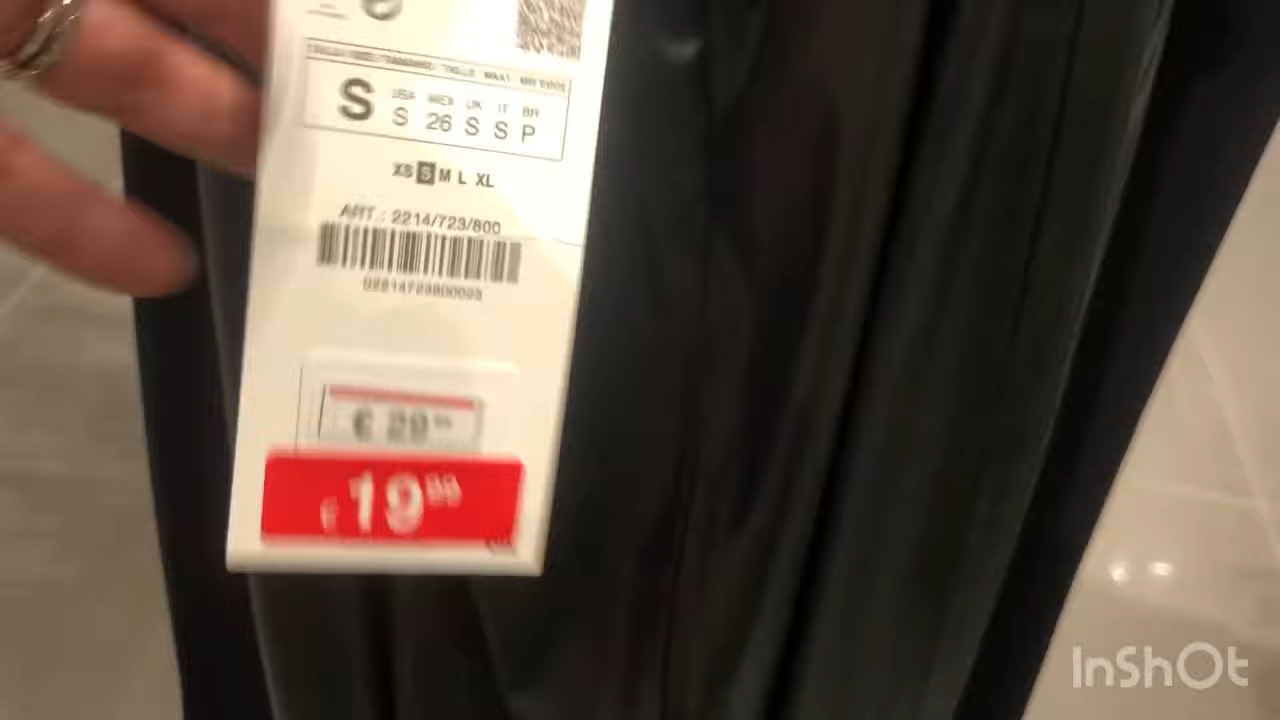 S
USA MEX UK IT BR
S 26 S S P
XS S M L XL
ART.: 2214/723/800
€ 29
€ 19
InShOt